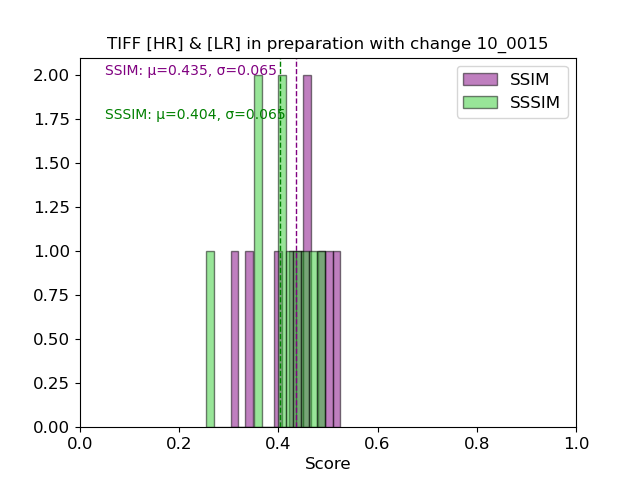 TIFF [HR] & [LR] in preparation with change 10_0015
SSIM: μ=0.435, σ=0.065
SSSIM: μ=0.404, σ=0.065
SSIM
SSSIM
2.00
1.75
1.50
1.25
1.00
0.75
0.50
0.25
0.00
0.0 0.2 0.4 0.6 0.8 1.0
Score